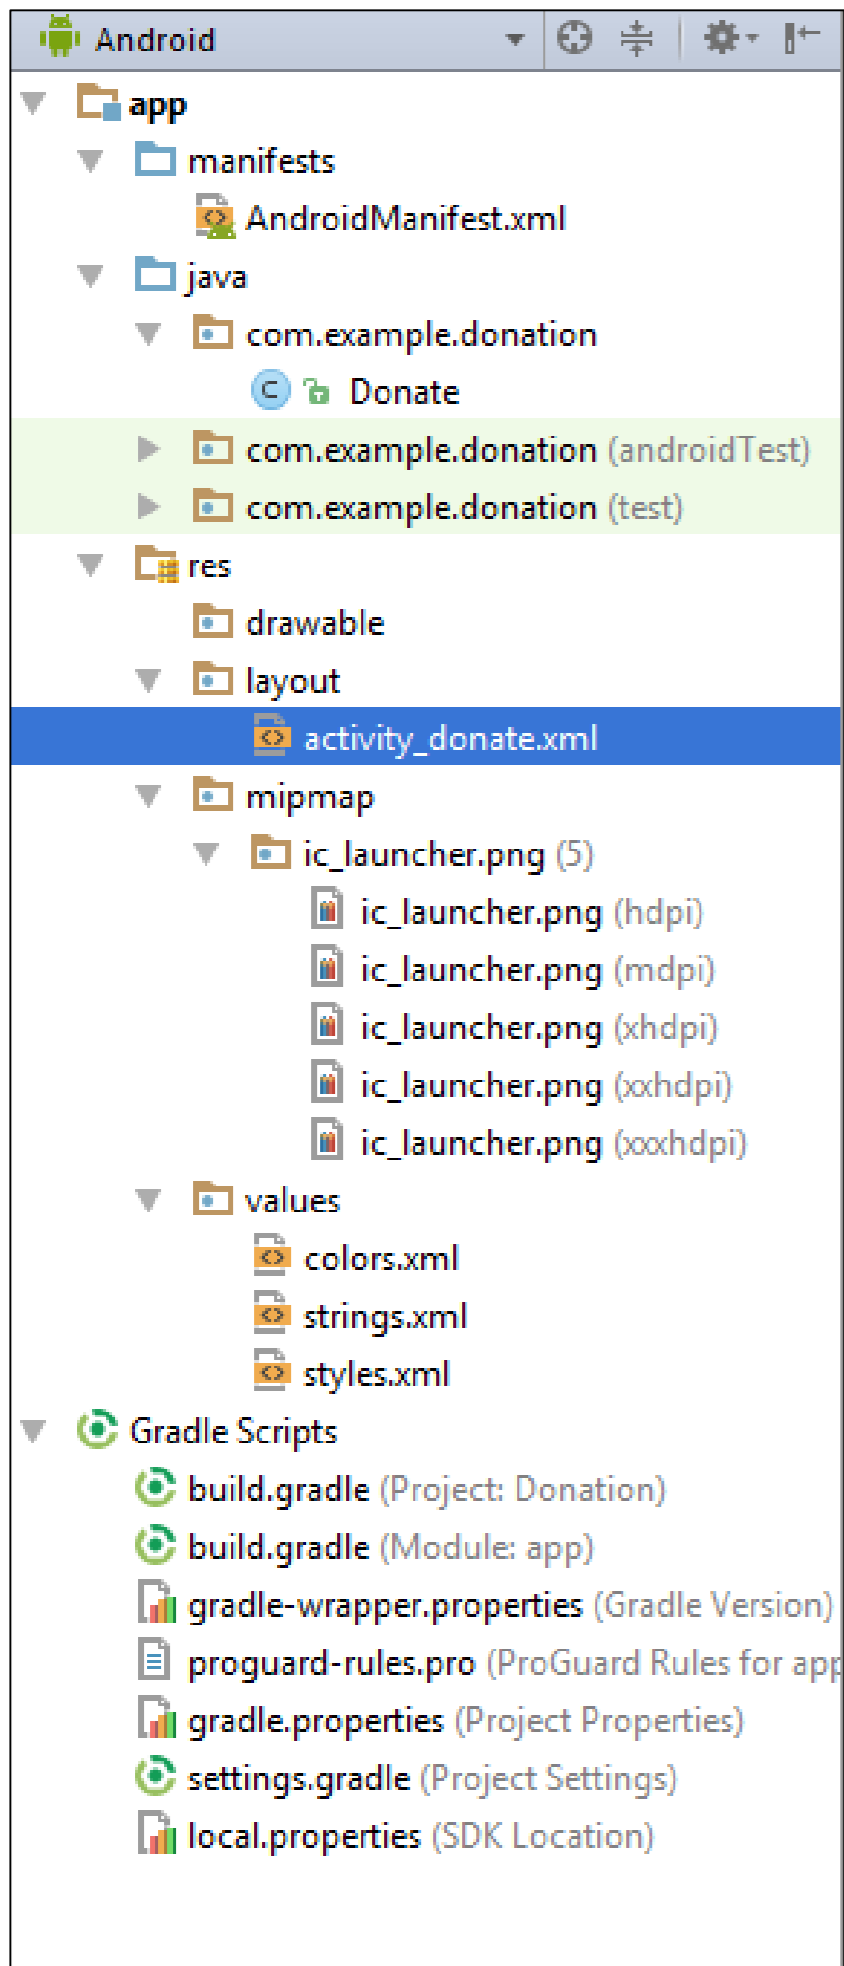 Android
app
manifests
AndroidManifest.xml
java
com.example.donation
C Donate
com.example.donation (androidTest)
com.example.donation (test)
res
drawable
layout
activity_donate.xml
mipmap
ic_launcher.png (5)
ic_launcher.png (hdpi)
ic_launcher.png (mdpi)
ic_launcher.png (xhdpi)
ic_launcher.png (xxhdpi)
ic_launcher.png (xxxhdpi)
values
colors.xml
strings.xml
styles.xml
Gradle Scripts
build.gradle (Project: Donation)
build.gradle (Module: app)
gradle-wrapper.properties (Gradle Version)
proguard-rules.pro (ProGuard Rules for app
gradle.properties (Project Properties)
settings.gradle (Project Settings)
local.properties (SDK Location)